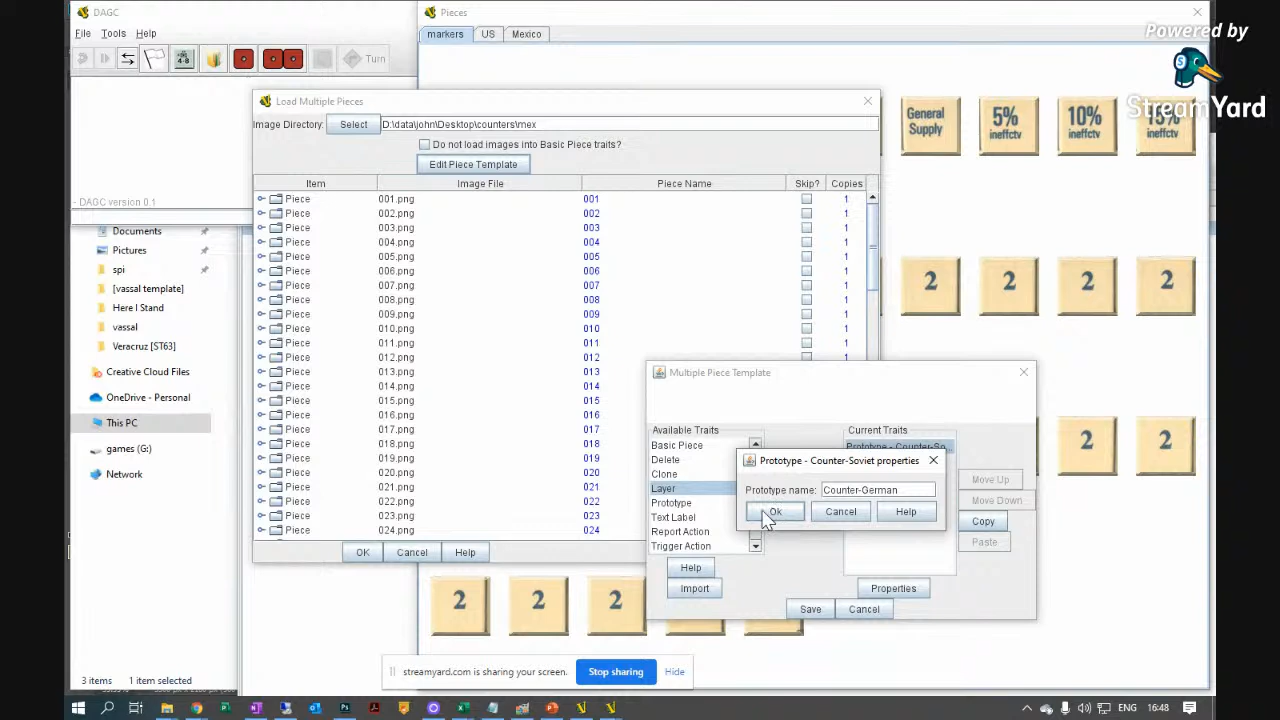 DAGC
Pieces
Powered by
StreamYard
File Tools Help
markers US Mexico
Turn
Load Multiple Pieces
Image Directory: Select D:\data\john\Desktop\counters\mex
Do not load images into Basic Piece traits?
Edit Piece Template
General Supply
5% ineffctv
10% ineffctv
15% ineffctv
Item Image File Piece Name Skip? Copies
Piece 001.png 001 1
Piece 002.png 002 1
Piece 003.png 003 1
Piece 004.png 004 1
Piece 005.png 005 1
Piece 006.png 006 1
Piece 007.png 007 1
Piece 008.png 008 1
Piece 009.png 009 1
Piece 010.png 010 1
Piece 011.png 011 1
Piece 012.png 012 1
Piece 013.png 013
Piece 014.png 014
Piece 015.png 015
Piece 016.png 016
Piece 017.png 017
Piece 018.png 018
Piece 019.png 019
Piece 020.png 020
Piece 021.png 021
Piece 022.png 022
Piece 023.png 023
Piece 024.png 024
OK Cancel Help
- DAGC version 0.1
Documents
Pictures
spi
[vassal template]
Here I Stand
vassal
Veracruz [ST63]
Creative Cloud Files
OneDrive - Personal
This PC
games (G:)
Network
2 2 2 2
Multiple Piece Template
Available Traits
Current Traits
Basic Piece
Delete
Clone
Layer
Prototype
Text Label
Report Action
Trigger Action
Prototype - Counter-So...
Prototype - Counter-Soviet properties
Prototype name: Counter-German
Ok Cancel Help
Move Up
Move Down
Copy
Paste
2 2
Help
Import
Properties
Save Cancel
2 2 2
streamyard.com is sharing your screen. Stop sharing Hide
3 items 1 item selected
ENG 16:48